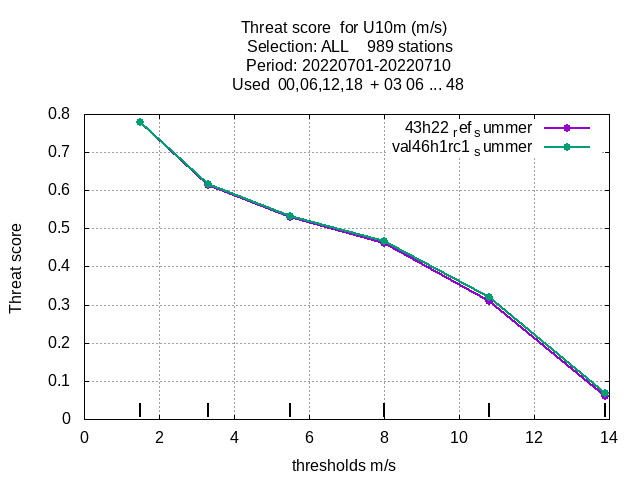 Threat score for U10m (m/s)
Selection: ALL 989 stations
Period: 20220701-20220710
Used 00,06,12,18 + 03 06 ... 48
0.8
0.7
0.6
0.5
0.4
0.3
0.2
0.1
0
Threat score
43h22 ref summer
val46h1rc1 summer
0 2 4 6 8 10 12 14
thresholds m/s